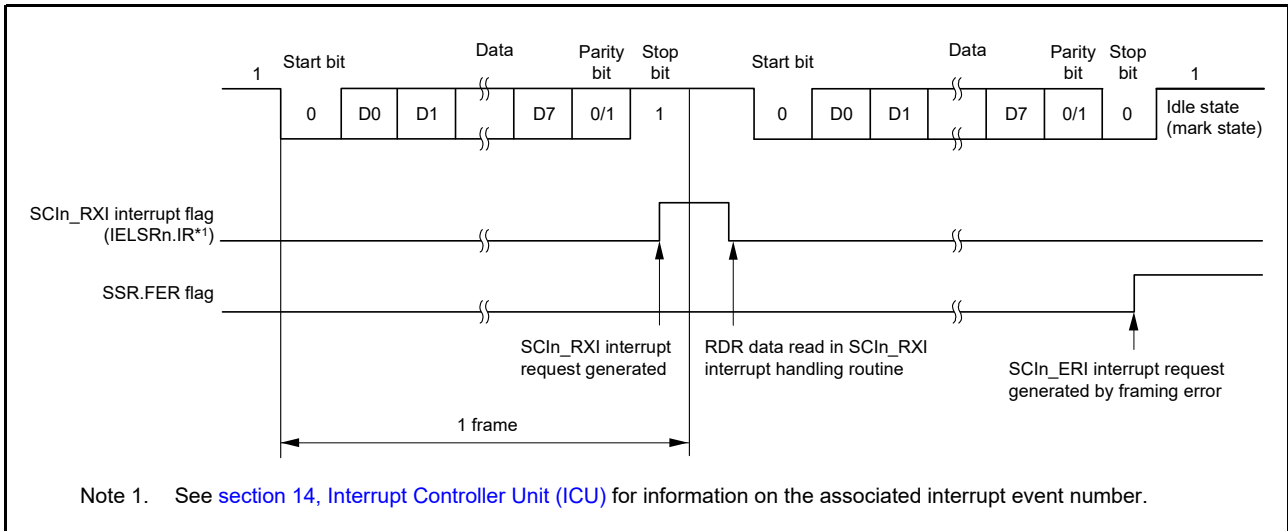 Start bit Data Parity bit Stop bit Start bit Data Parity bit Stop bit
1 1
0 D0 D1 D7 0/1 1 0 D0 D1 D7 0/1 0 Idle state
(mark state)
SCIn_RXI interrupt flag
(IELSRn.IR*1)
SSR.FER flag
SCIn_RXI interrupt
request generated
RDR data read in SCIn_RXI
interrupt handling routine
SCIn_ERI interrupt request
generated by framing error
1 frame
Note 1. See section 14, Interrupt Controller Unit (ICU) for information on the associated interrupt event number.